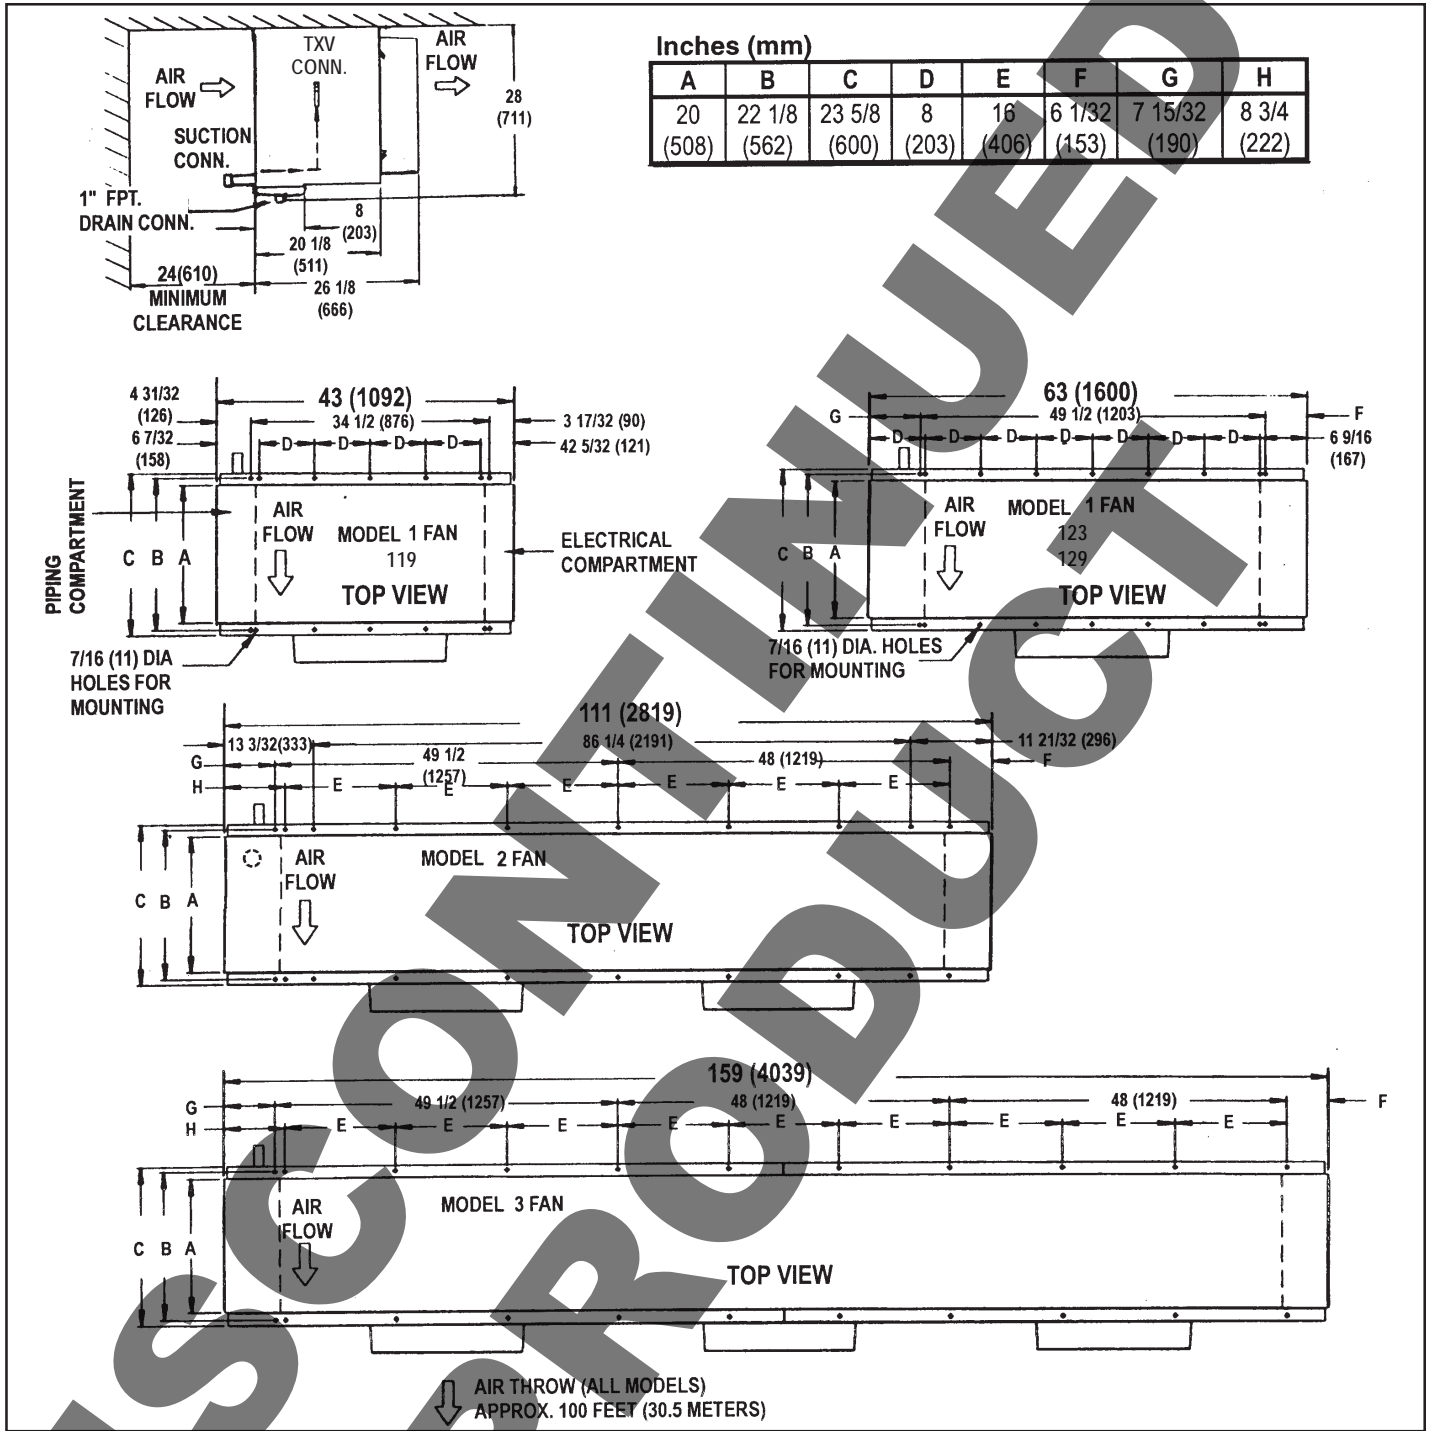 TXV
CONN.
AIR
FLOW
AIR
FLOW
28
(711)
SUCTION
CONN.
1" FPT.
DRAIN CONN.
8
(203)
20 1/8
(511)
24(610)
MINIMUM
CLEARANCE
26 1/8
(666)
Inches (mm)
A B C D E F G H
20 22 1/8 23 5/8 8 16 6 1/32 7 15/32 8 3/4
(508) (562) (600) (203) (406) (153) (190) (222)
4 31/32
(126)
6 7/32
(158)
43 (1092)
34 1/2 (876)
D D D D
3 17/32 (90)
42 5/32 (121)
PIPING
COMPARTMENT
C B A
AIR
FLOW
MODEL 1 FAN
119
TOP VIEW
ELECTRICAL
COMPARTMENT
7/16 (11) DIA
HOLES FOR
MOUNTING
63 (1600)
G 49 1/2 (1203) F
D D D D D D D
6 9/16
(167)
C B A
AIR
FLOW
MODEL 1 FAN
123
129
TOP VIEW
7/16 (11) DIA. HOLES
FOR MOUNTING
111 (2819)
13 3/32(333) 86 1/4 (2191) 11 21/32 (296)
G 49 1/2
(1257)
48 (1219) F
H E E E E E E
C B A
AIR
FLOW
MODEL 2 FAN
TOP VIEW
159 (4039)
G 49 1/2 (1257) 48 (1219) 48 (1219) F
H E E E E E E E E E
C B A
AIR
FLOW
MODEL 3 FAN
TOP VIEW
AIR THROW (ALL MODELS)
APPROX. 100 FEET (30.5 METERS)
SCONTINUED
PRODUCT